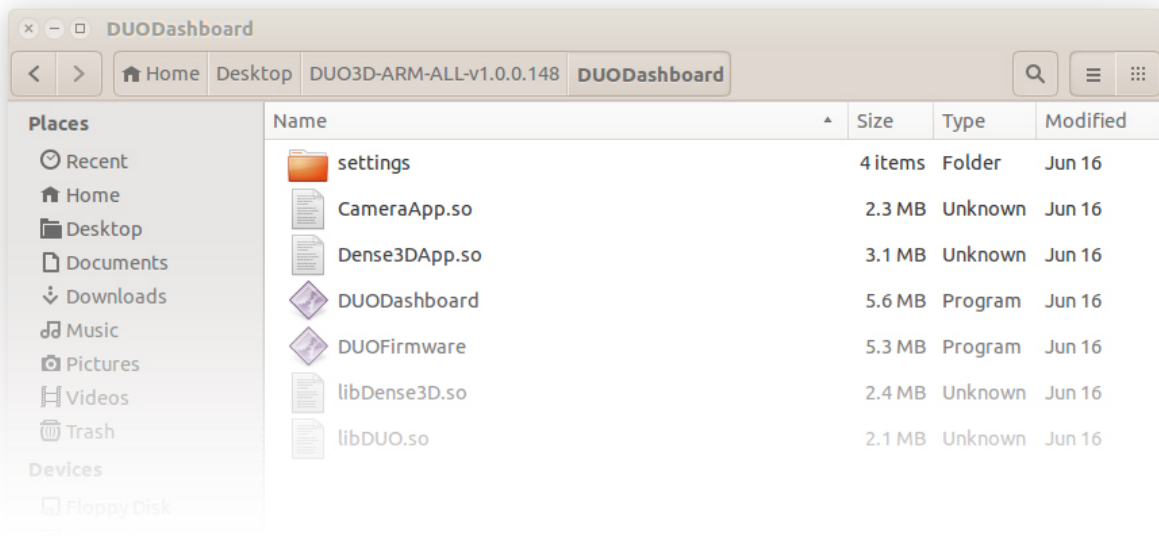 DUODashboard
Home Desktop DUO3D-ARM-ALL-v1.0.0.148 DUODashboard
Places
Recent
Home
Desktop
Documents
Downloads
Music
Pictures
Videos
Trash
Devices
Floppy Disk
Name Size Type Modified
settings 4 items Folder Jun 16
CameraApp.so 2.3 MB Unknown Jun 16
Dense3DApp.so 3.1 MB Unknown Jun 16
DUODashboard 5.6 MB Program Jun 16
DUOFirmware 5.3 MB Program Jun 16
libDense3D.so 2.4 MB Unknown Jun 16
libDUO.so 2.1 MB Unknown Jun 16